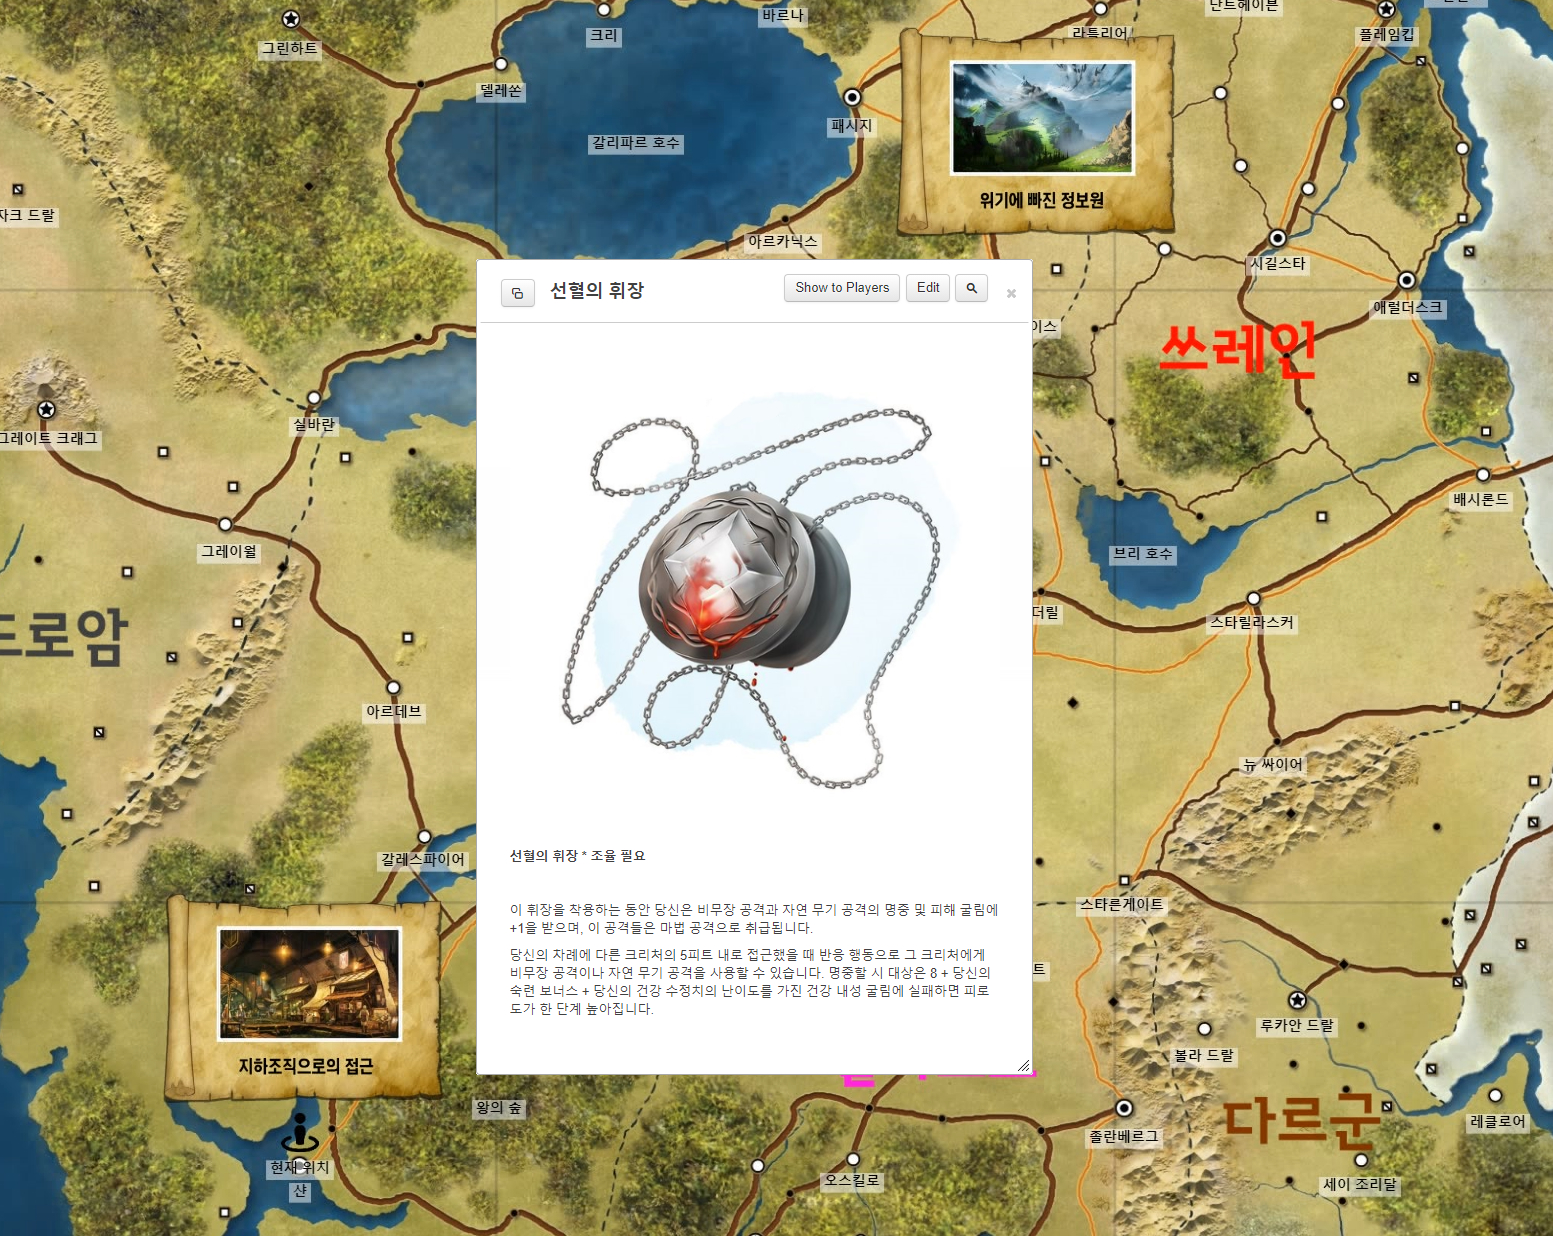 바르나
난트헤이븐
그린하트
크리
라트리어
플레임킵
델레쏜
패시지
갈리파르 호수
위기에 빠진 정보원
자크 드랄
아르카닉스
시길스타
선혈의 휘장
Show to Players
Edit
애럴더스크
이스
쓰레인
실바란
그레이트 크래그
배시론드
그레이월
브리 호수
더릴
스타릴라스커
드로암
아르데브
뉴 싸이어
갈레스파이어
선혈의 휘장 * 조율 필요
스타른게이트
이 휘장을 착용하는 동안 당신은 비무장 공격과 자연 무기 공격의 명중 및 피해 굴림에
+1을 받으며, 이 공격들은 마법 공격으로 취급됩니다.
당신의 차례에 다른 크리처의 5피트 내로 접근했을 때 반응 행동으로 그 크리처에게
비무장 공격이나 자연 무기 공격을 사용할 수 있습니다. 명중할 시 대상은 8 + 당신의
숙련 보너스 + 당신의 건강 수정치의 난이도를 가진 건강 내성 굴림에 실패하면 피로
도가 한 단계 높아집니다.
트
루카안 드랄
볼라 드랄
지하조직으로의 접근
왕의 숲
다르군
레클로어
졸란베르그
현재 위치
샨
오스킬로
세이 조리달